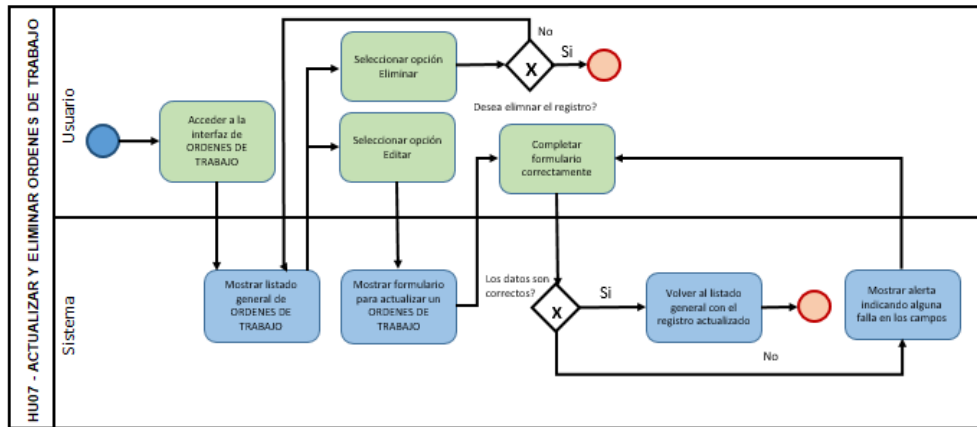 HU07 - ACTUALIZAR Y ELIMINAR ORDENES DE TRABAJO
Usuario
Acceder a la
interfaz de
ORDENES DE
TRABAJO
Seleccionar opción
Eliminar
Seleccionar opción
Editar
No
X
Si
Desea elimnar el registro?
Completar
formulario
correctamente
Sistema
Mostrar listado
general de
ORDENES DE
TRABAJO
Mostrar formulario
para actualizar un
ORDENES DE
TRABAJO
Los datos son
correctos?
X
Si
Volver al listado
general con el
registro actualizado
No
Mostrar alerta
indicando alguna
falla en los campos